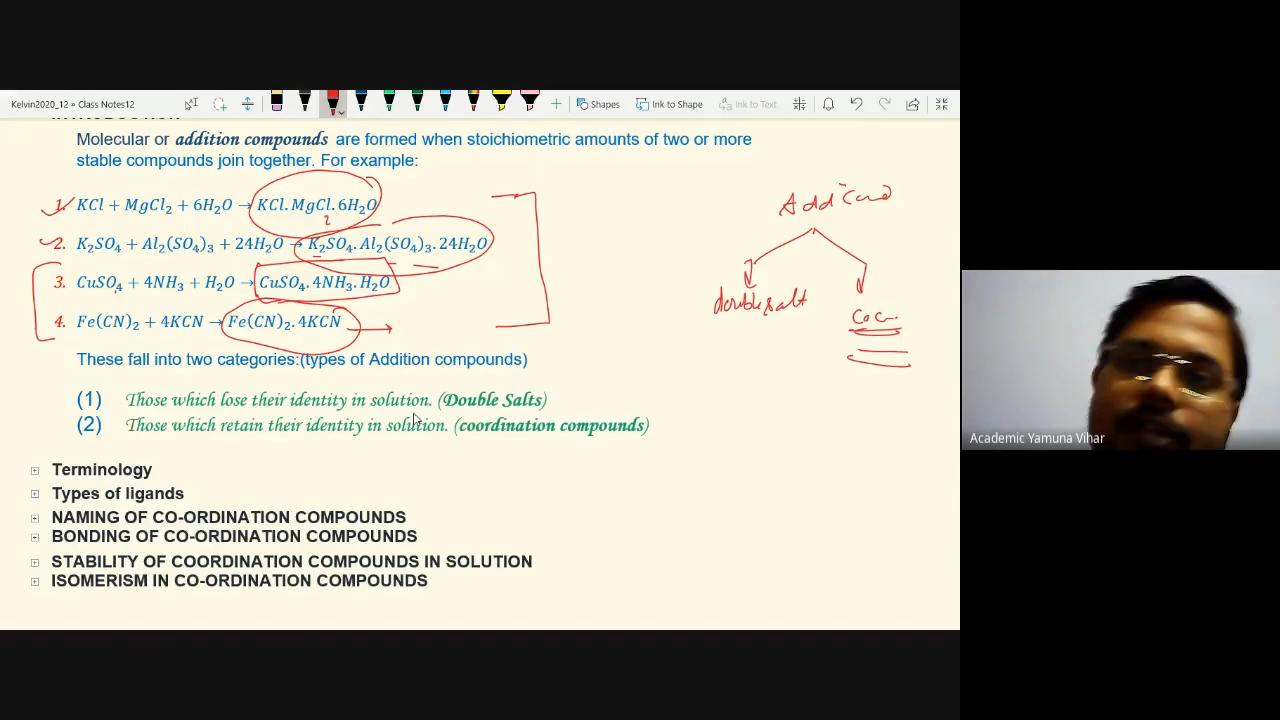 Kelvin2020_12 » Class Notes12
Shapes
Ink to Shape
Ink to Text
INTRODUCTION
Molecular or addition compounds are formed when stoichiometric amounts of two or more
stable compounds join together. For example:
1. KCl + MgCl₂ + 6H₂O → KCl.MgCl.6H₂O
2
2. K₂SO₄ + Al₂(SO₄)₃ + 24H₂O → K₂SO₄.Al₂(SO₄)₃.24H₂O
3. CuSO₄ + 4NH₃ + H₂O → CuSO₄.4NH₃.H₂O
4. Fe(CN)₂ + 4KCN → Fe(CN)₂.4KCN
These fall into two categories:(types of Addition compounds)
(1) Those which lose their identity in solution. (Double Salts)
(2) Those which retain their identity in solution. (coordination compounds)
Terminology
Types of ligands
NAMING OF CO-ORDINATION COMPOUNDS
BONDING OF CO-ORDINATION COMPOUNDS
STABILITY OF COORDINATION COMPOUNDS IN SOLUTION
ISOMERISM IN CO-ORDINATION COMPOUNDS
double salt
Academic Yamuna Vihar